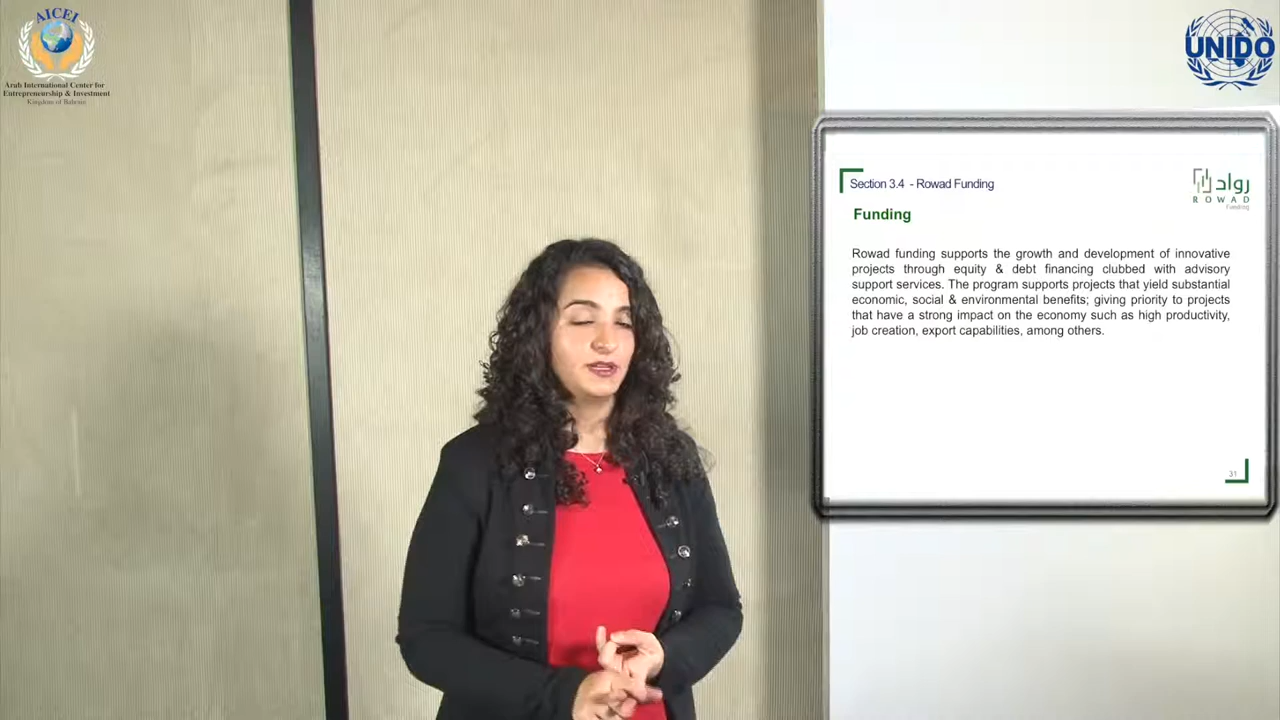 AICEI
Arab International Center for
Entrepreneurship & Investment
Kingdom of Bahrain
UNIDO
Section 3.4 - Rowad Funding
رواد
ROWAD
Funding
Funding
Rowad funding supports the growth and development of innovative
projects through equity & debt financing clubbed with advisory
support services. The program supports projects that yield substantial
economic, social & environmental benefits; giving priority to projects
that have a strong impact on the economy such as high productivity,
job creation, export capabilities, among others.
31